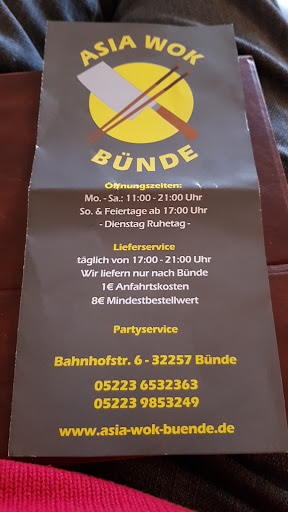 ASIA WOK
BÜNDE
Öffnungszeiten:
Mo. - Sa.: 11:00 - 21:00 Uhr
So. & Feiertage ab 17:00 Uhr
- Dienstag Ruhetag -
Lieferservice
täglich von 17:00 - 21:00 Uhr
Wir liefern nur nach Bünde
1€ Anfahrtskosten
8€ Mindestbestellwert
Partyservice
Bahnhofstr. 6 - 32257 Bünde
05223 6532363
05223 9853249
www.asia-wok-buende.de